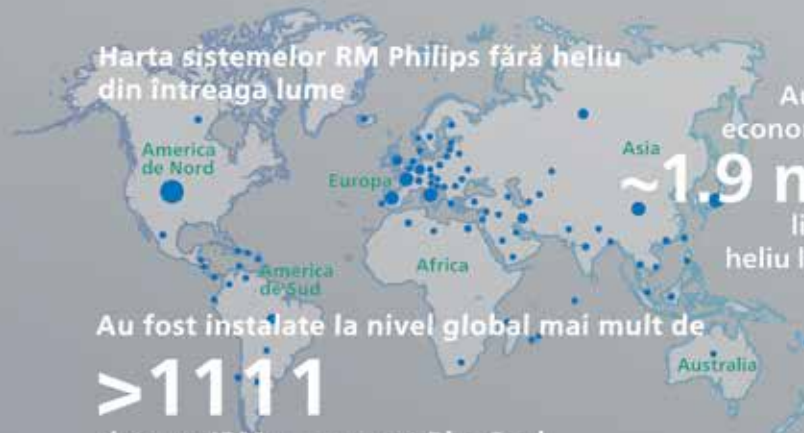 Harta sistemelor RM Philips fără heliu
din întreaga lume
America
de Nord
Europa
Asia
econo
~1.9 m
heliu l
Africa
America
de Sud
Au fost instalate la nivel global mai mult de
>1111
Australia